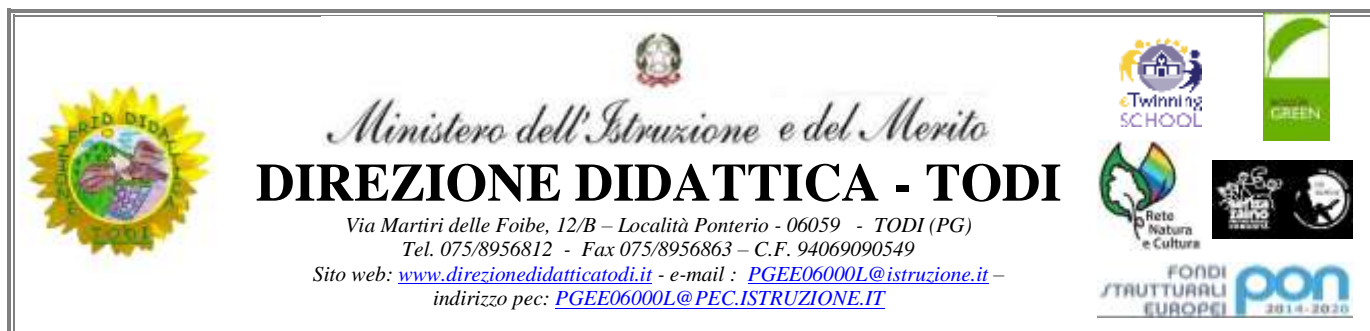 Ministero dell'Istruzione e del Merito
DIREZIONE DIDATTICA - TODI
Via Martiri delle Foibe, 12/B – Località Ponterio - 06059 - TODI (PG)
Tel. 075/8956812 - Fax 075/8956863 – C.F. 94069090549
Sito web: www.direzionedidatticatodi.it - e-mail : PGEE06000L@istruzione.it –
indirizzo pec: PGEE06000L@PEC.ISTRUZIONE.IT
TODI
eTwinning
SCHOOL
GREEN
Rete
Natura
e Cultura
senza
zaino
FONDI
STRUTTURALI
EUROPEI
pon
2014-2020